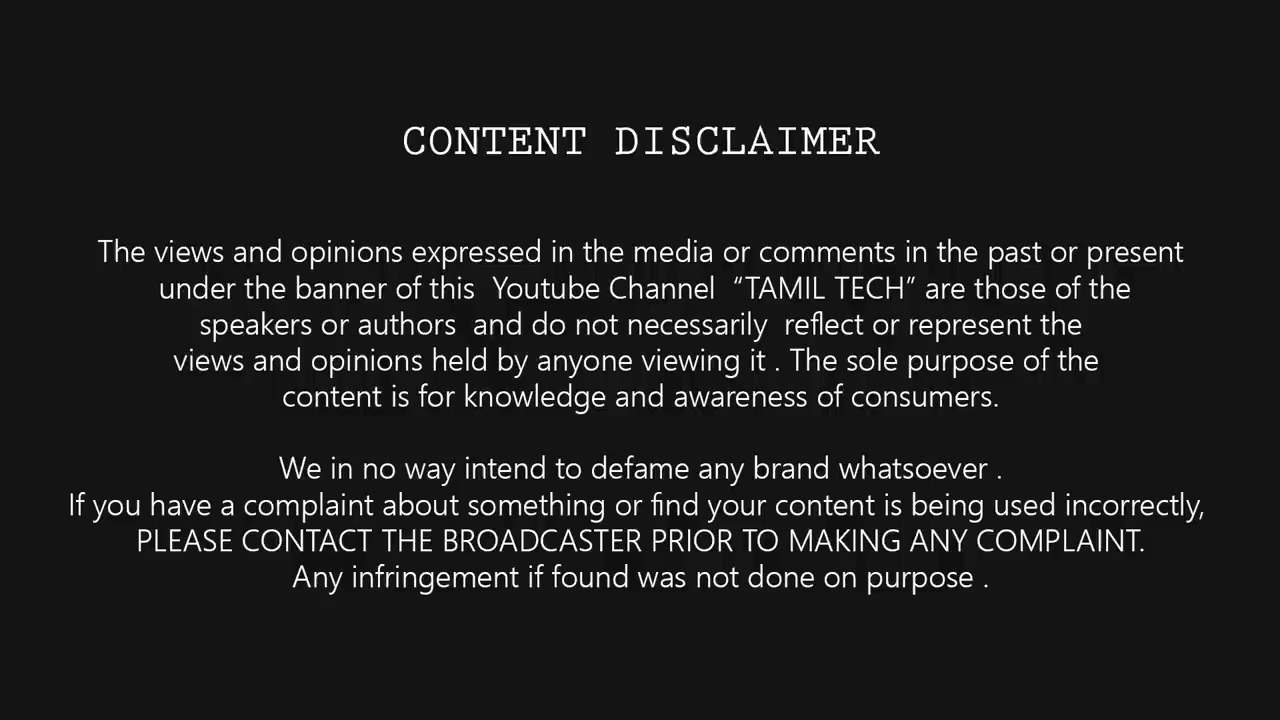 CONTENT DISCLAIMER
The views and opinions expressed in the media or comments in the past or present
under the banner of this  Youtube Channel  “TAMIL TECH” are those of the
speakers or authors  and do not necessarily  reflect or represent the
views and opinions held by anyone viewing it . The sole purpose of the
content is for knowledge and awareness of consumers.
We in no way intend to defame any brand whatsoever .
If you have a complaint about something or find your content is being used incorrectly,
PLEASE CONTACT THE BROADCASTER PRIOR TO MAKING ANY COMPLAINT.
Any infringement if found was not done on purpose .